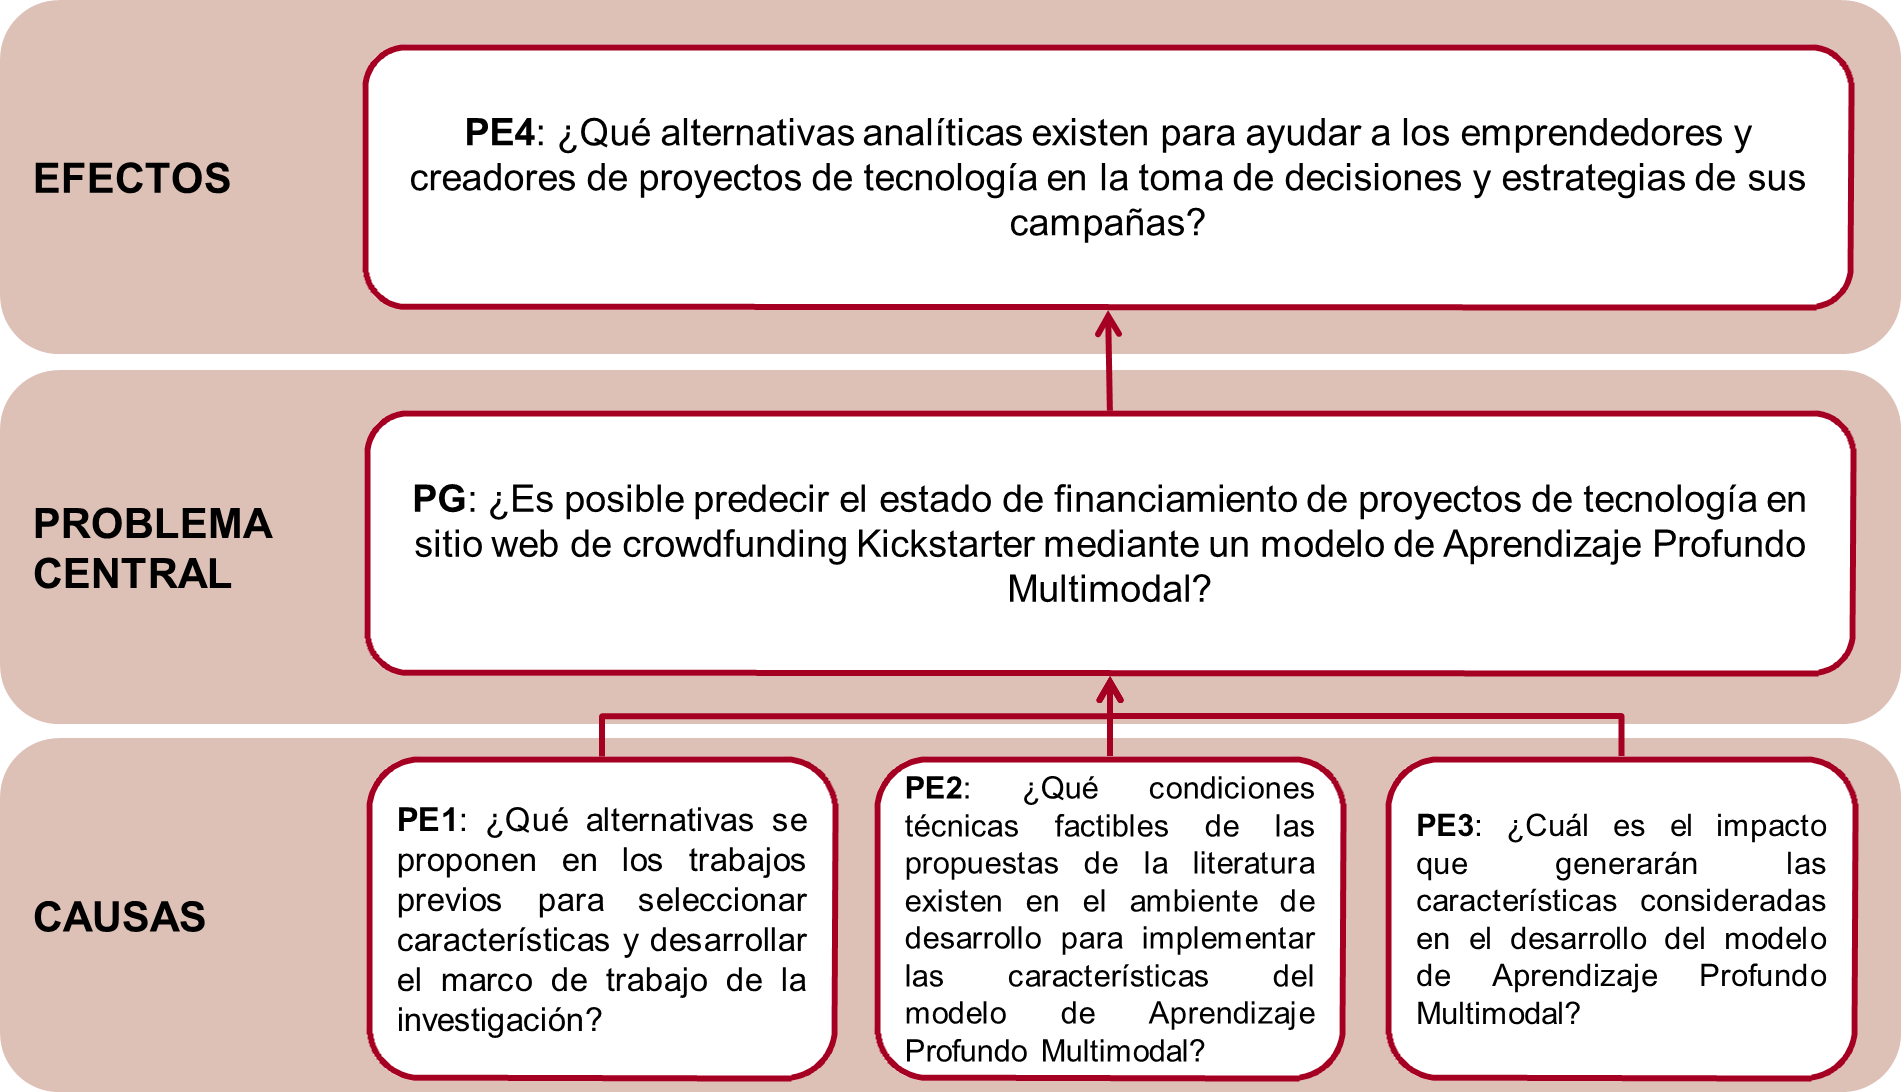 EFECTOS
PE4: ¿Qué alternativas analíticas existen para ayudar a los emprendedores y
creadores de proyectos de tecnología en la toma de decisiones y estrategias de sus
campañas?
PROBLEMA
CENTRAL
PG: ¿Es posible predecir el estado de financiamiento de proyectos de tecnología en
sitio web de crowdfunding Kickstarter mediante un modelo de Aprendizaje Profundo
Multimodal?
CAUSAS
PE1: ¿Qué alternativas se
proponen en los trabajos
previos para seleccionar
características y desarrollar
el marco de trabajo de la
investigación?
PE2: ¿Qué condiciones
técnicas factibles de las
propuestas de la literatura
existen en el ambiente de
desarrollo para implementar
las características del
modelo de Aprendizaje
Profundo Multimodal?
PE3: ¿Cuál es el impacto
que generarán las
características consideradas
en el desarrollo del modelo
de Aprendizaje Profundo
Multimodal?